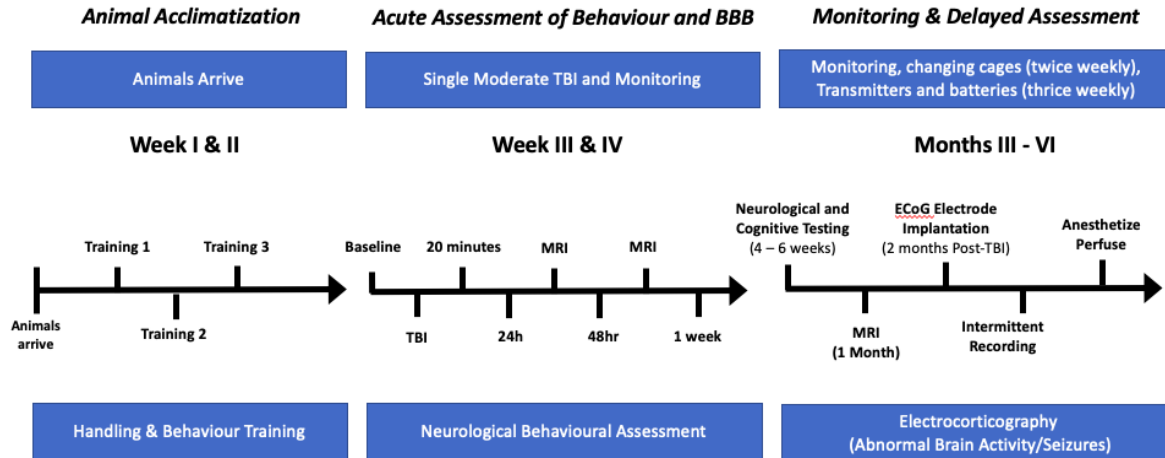 Animal Acclimatization
Acute Assessment of Behaviour and BBB
Monitoring & Delayed Assessment
Animals Arrive
Single Moderate TBI and Monitoring
Monitoring, changing cages (twice weekly),
Transmitters and batteries (thrice weekly)
Week I & II
Week III & IV
Months III - VI
Training 1
Training 3
Animals
arrive
Training 2
Baseline
20 minutes
MRI
MRI
TBI
24h
48hr
1 week
Neurological and
Cognitive Testing
(4 – 6 weeks)
ECoG Electrode
Implantation
(2 months Post-TBI)
Anesthetize
Perfuse
MRI
(1 Month)
Intermittent
Recording
Handling & Behaviour Training
Neurological Behavioural Assessment
Electrocorticography
(Abnormal Brain Activity/Seizures)